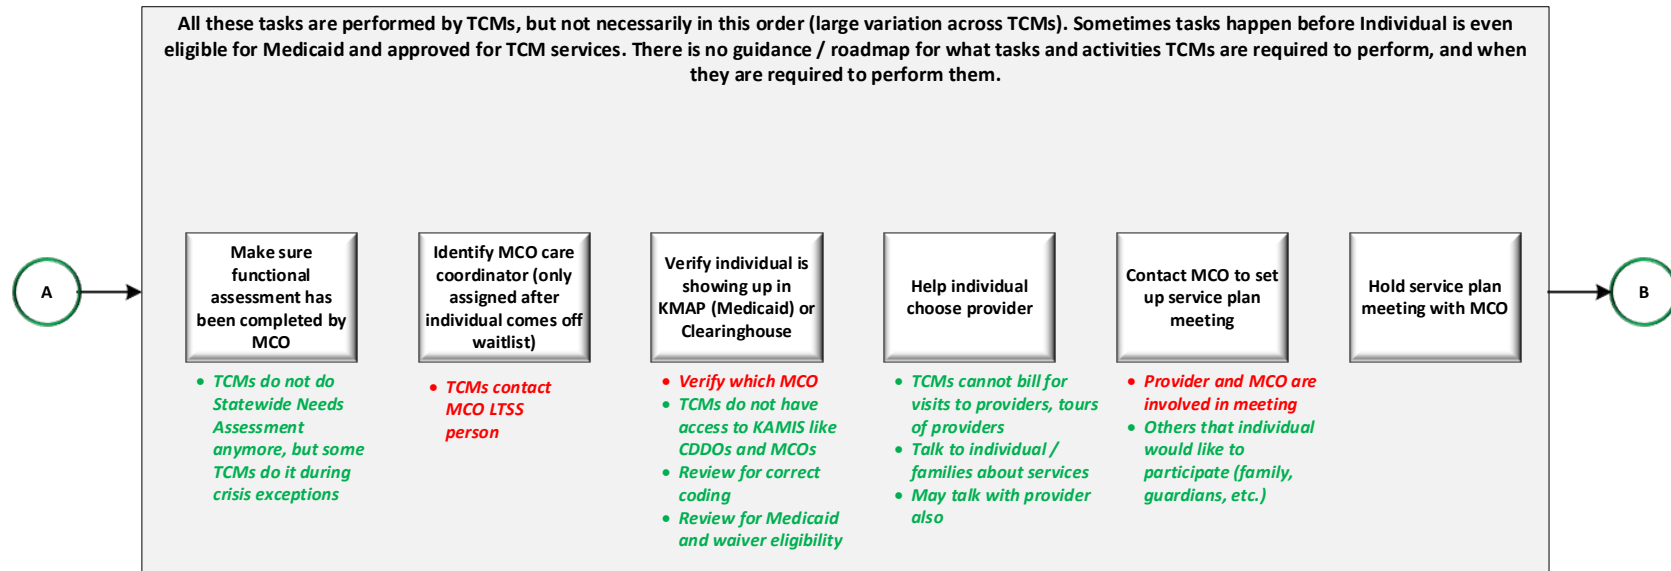 All these tasks are performed by TCMs, but not necessarily in this order (large variation across TCMs). Sometimes tasks happen before Individual is even
eligible for Medicaid and approved for TCM services. There is no guidance / roadmap for what tasks and activities TCMs are required to perform, and when
they are required to perform them.
A
Make sure
functional
assessment has
been completed by
MCO
• TCMs do not do
Statewide Needs
Assessment
anymore, but some
TCMs do it during
crisis exceptions
Identify MCO care
coordinator (only
assigned after
individual comes off
waitlist)
• TCMs contact
MCO LTSS
person
Verify individual is
showing up in
KMAP (Medicaid) or
Clearinghouse
• Verify which MCO
• TCMs do not have
access to KAMIS like
CDDOs and MCOs
• Review for correct
coding
• Review for Medicaid
and waiver eligibility
Help individual
choose provider
• TCMs cannot bill for
visits to providers, tours
of providers
• Talk to individual /
families about services
• May talk with provider
also
Contact MCO to set
up service plan
meeting
• Provider and MCO are
involved in meeting
• Others that individual
would like to
participate (family,
guardians, etc.)
Hold service plan
meeting with MCO
B